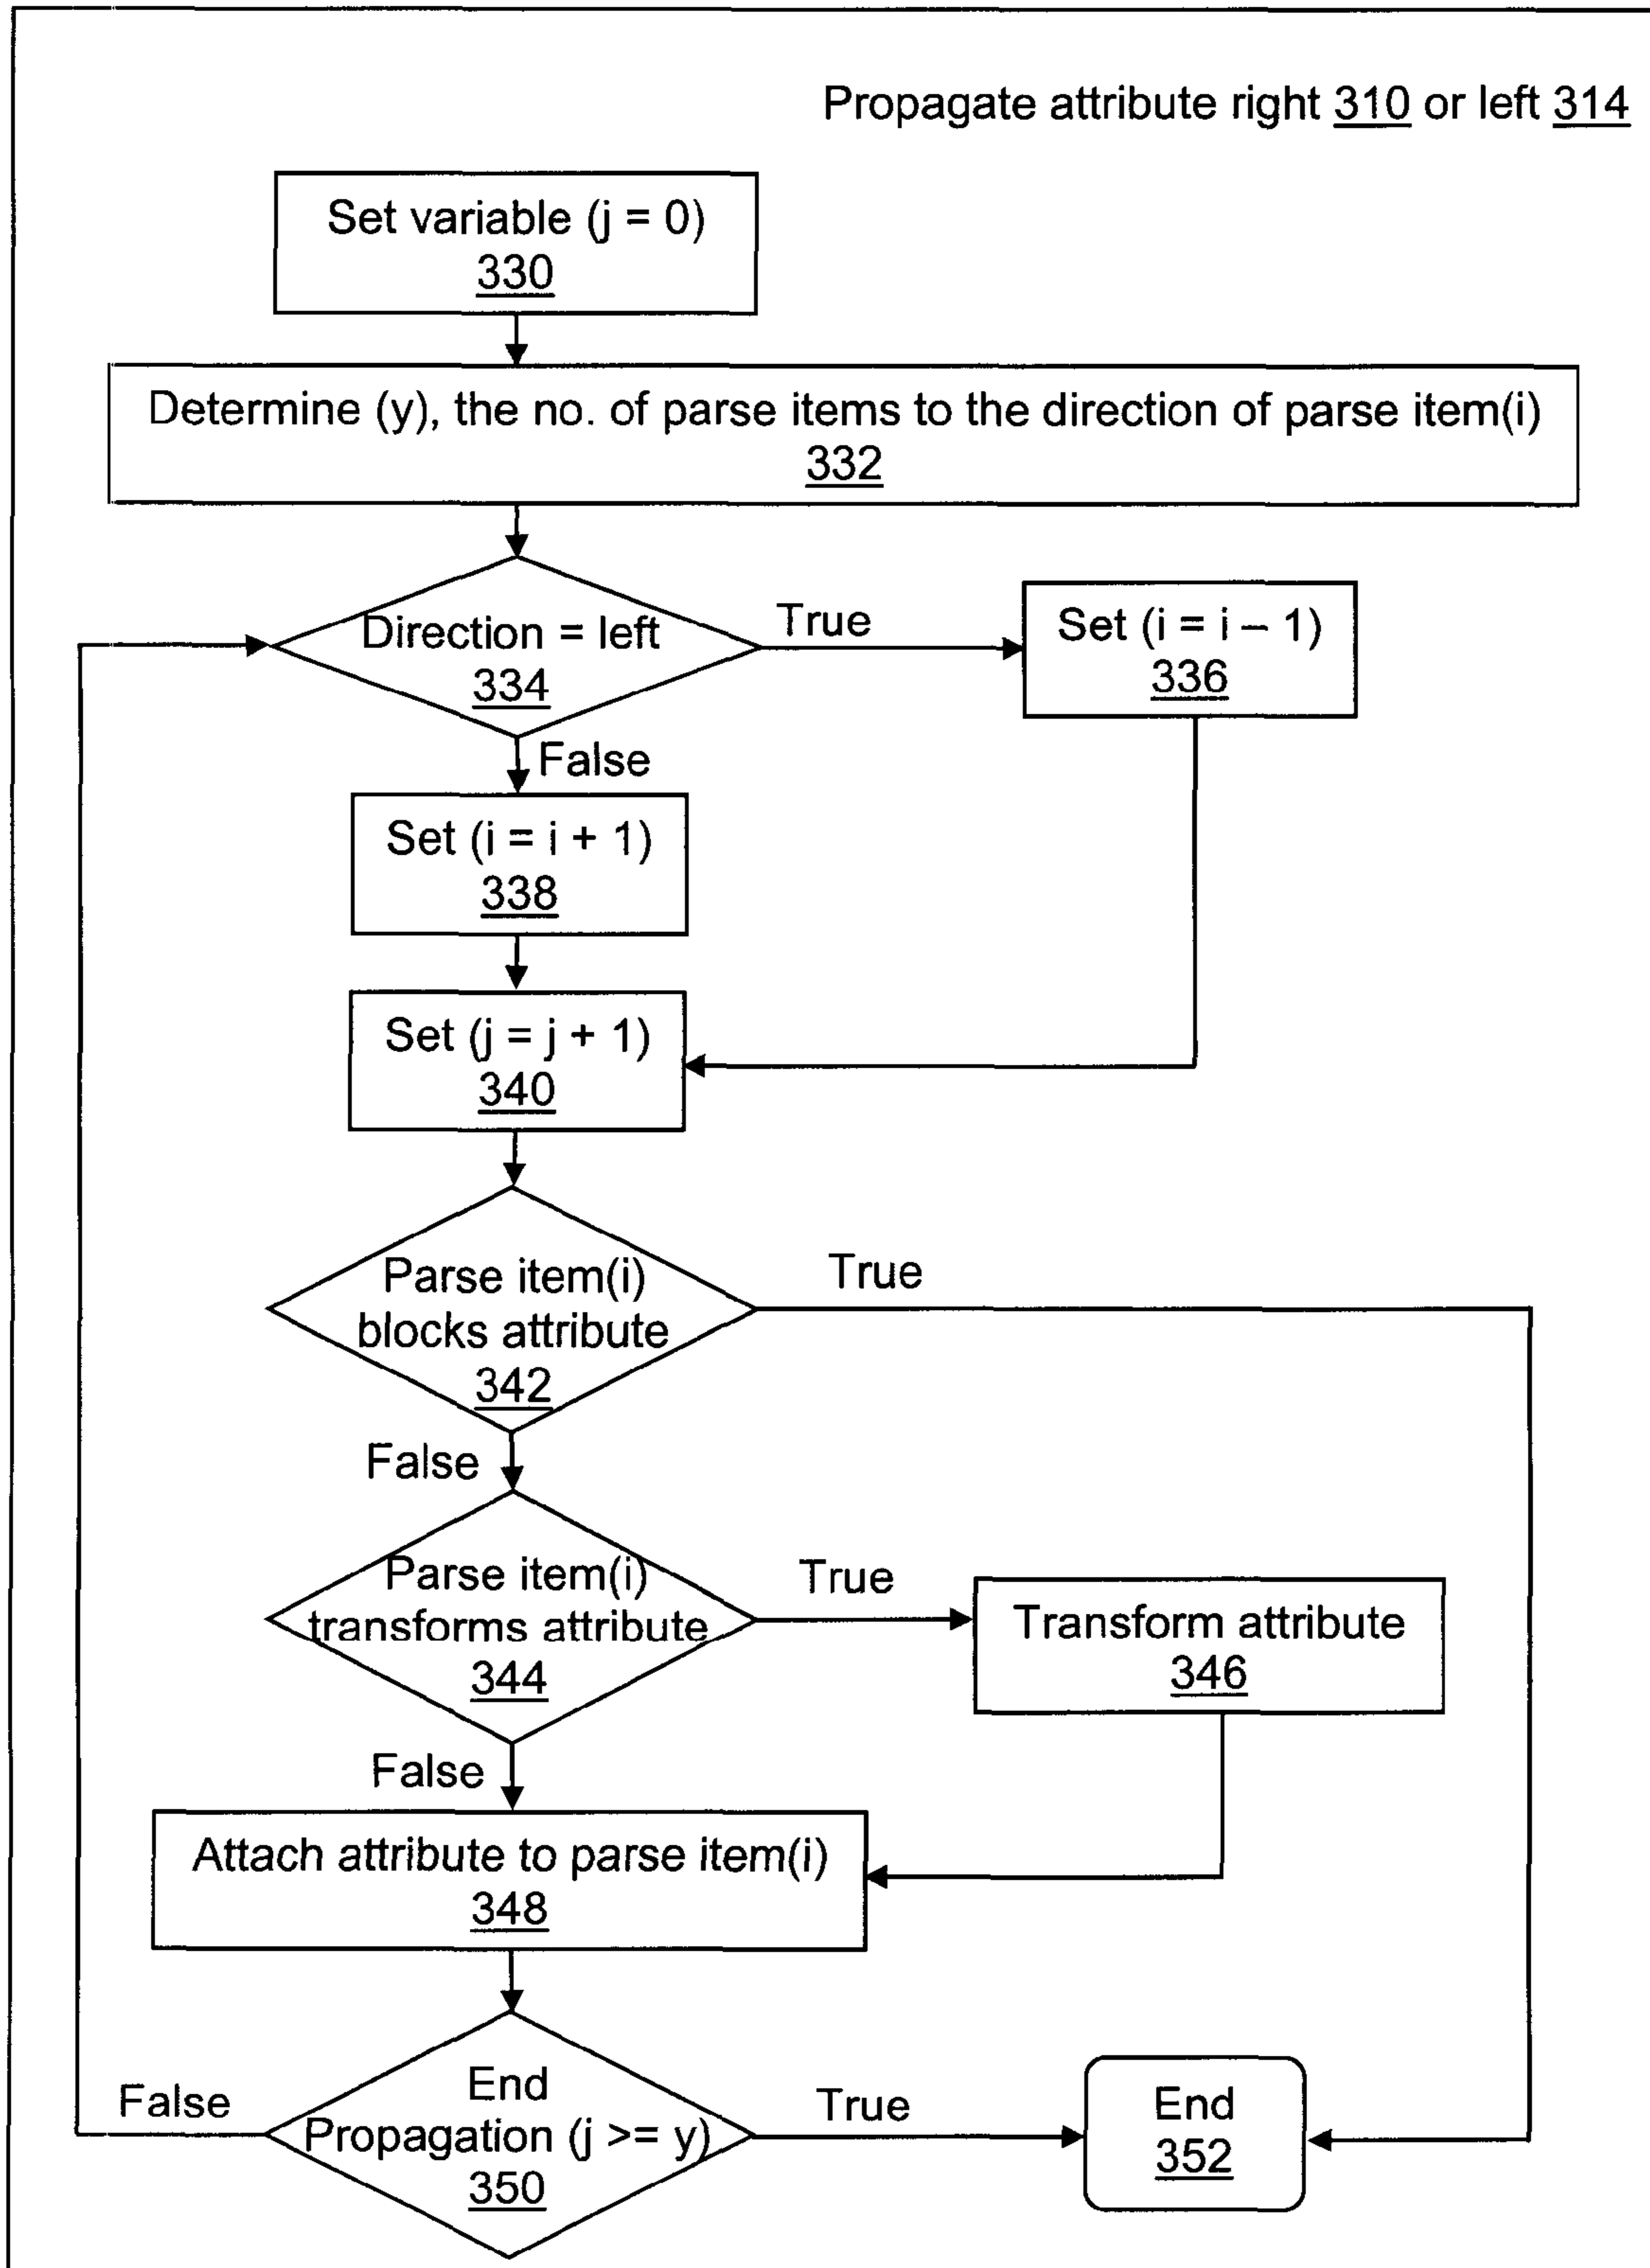 Propagate attribute right 310 or left 314
Set variable (j = 0)
330
Determine (y), the no. of parse items to the direction of parse item(i)
332
Direction = left
334
True
Set (i = i – 1)
336
False
Set (i = i + 1)
338
Set (j = j + 1)
340
Parse item(i)
blocks attribute
342
True
False
Parse item(i)
transforms attribute
344
True
Transform attribute
346
False
Attach attribute to parse item(i)
348
End
Propagation (j >= y)
350
False
True
End
352